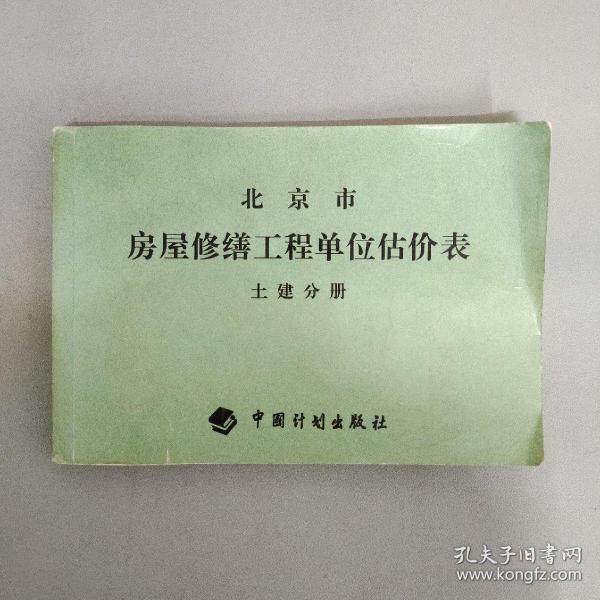 北京市
房屋修缮工程单位估价表
土建分册
中国计划出版社
孔夫子旧书网
www.kongfz.com